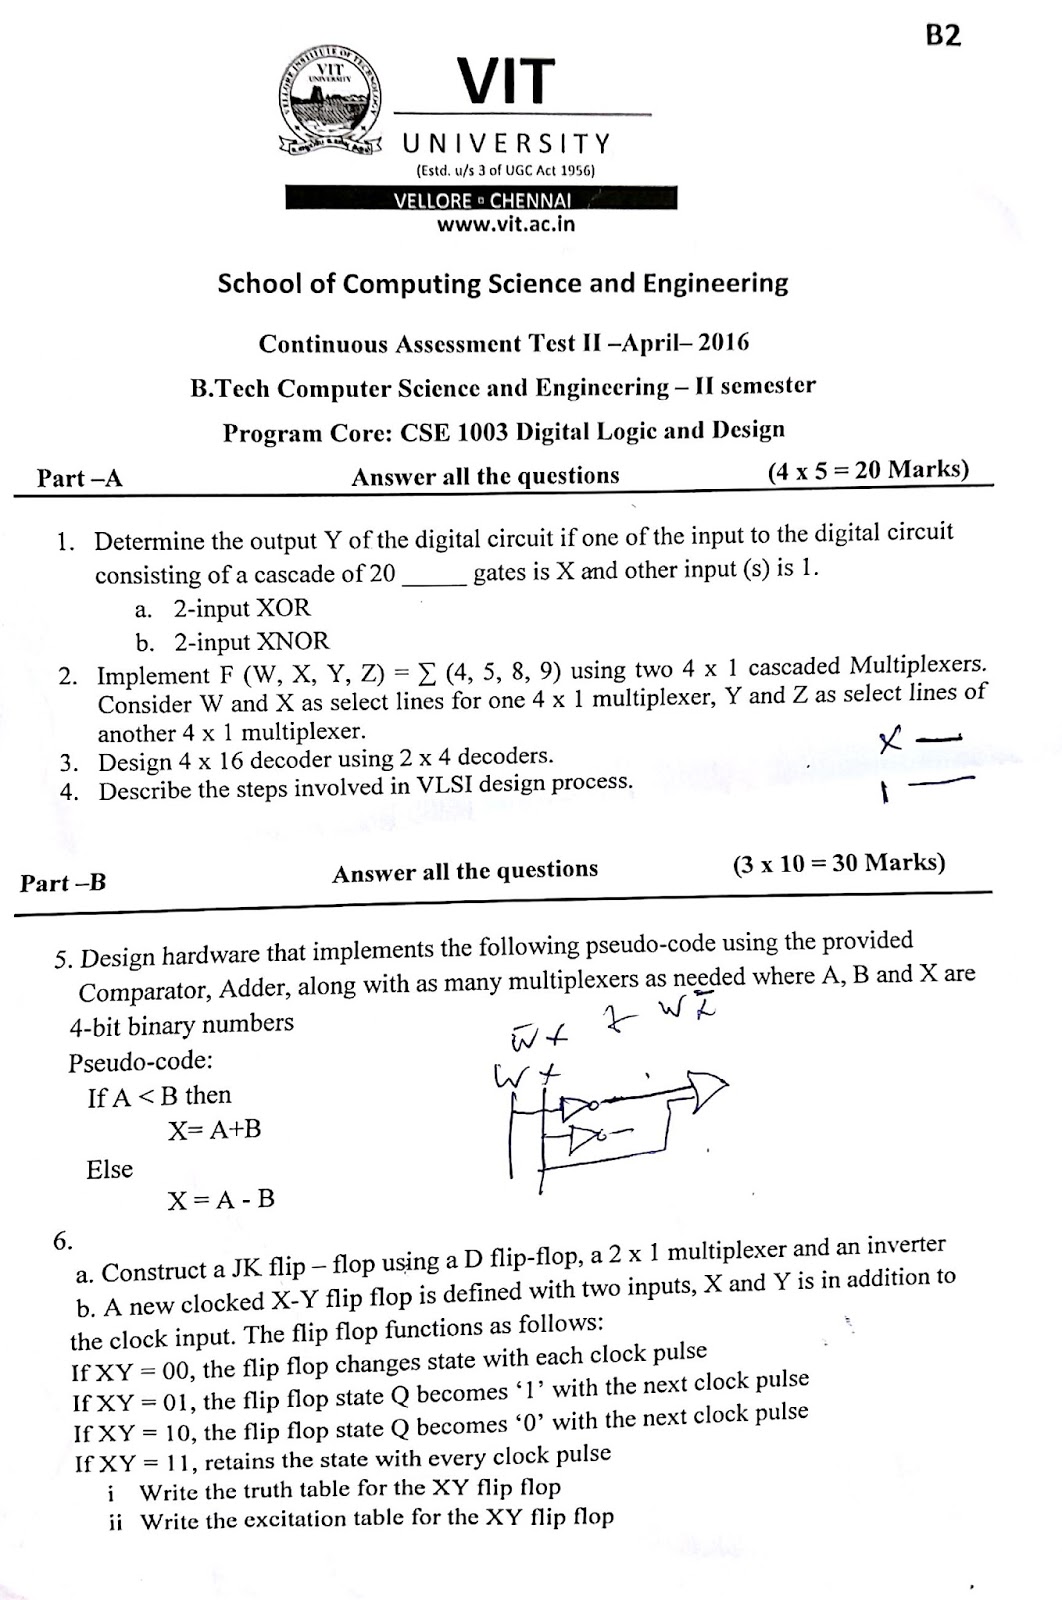 B2
VELLORE INSTITUTE OF TECHNOLOGY
VIT
UNIVERSITY
VIT
UNIVERSITY
(Estd. u/s 3 of UGC Act 1956)
VELLORE ▫ CHENNAI
www.vit.ac.in
School of Computing Science and Engineering
Continuous Assessment Test II –April– 2016
B.Tech Computer Science and Engineering – II semester
Program Core: CSE 1003 Digital Logic and Design
Part –A Answer all the questions (4 x 5 = 20 Marks)
1. Determine the output Y of the digital circuit if one of the input to the digital circuit
consisting of a cascade of 20 _____ gates is X and other input (s) is 1.
a. 2-input XOR
b. 2-input XNOR
2. Implement F (W, X, Y, Z) = ∑ (4, 5, 8, 9) using two 4 x 1 cascaded Multiplexers.
Consider W and X as select lines for one 4 x 1 multiplexer, Y and Z as select lines of
another 4 x 1 multiplexer.
X
3. Design 4 x 16 decoder using 2 x 4 decoders.
4. Describe the steps involved in VLSI design process.
1
Part –B Answer all the questions (3 x 10 = 30 Marks)
5. Design hardware that implements the following pseudo-code using the provided
Comparator, Adder, along with as many multiplexers as needed where A, B and X are
4-bit binary numbers
Pseudo-code:
If A < B then
X= A+B
Else
X = A - B
6.
a. Construct a JK flip – flop using a D flip-flop, a 2 x 1 multiplexer and an inverter
b. A new clocked X-Y flip flop is defined with two inputs, X and Y is in addition to
the clock input. The flip flop functions as follows:
If XY = 00, the flip flop changes state with each clock pulse
If XY = 01, the flip flop state Q becomes ‘1’ with the next clock pulse
If XY = 10, the flip flop state Q becomes ‘0’ with the next clock pulse
If XY = 11, retains the state with every clock pulse
i Write the truth table for the XY flip flop
ii Write the excitation table for the XY flip flop